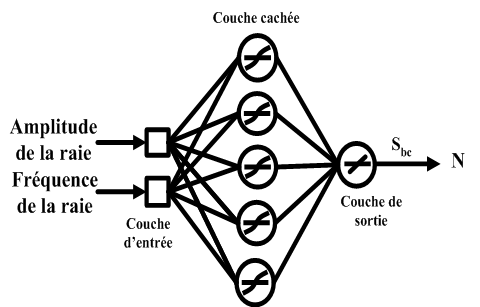 Couche cachée
Amplitude
de la raie
Fréquence
de la raie
Couche
d'entrée
S_bc
N
Couche de
sortie